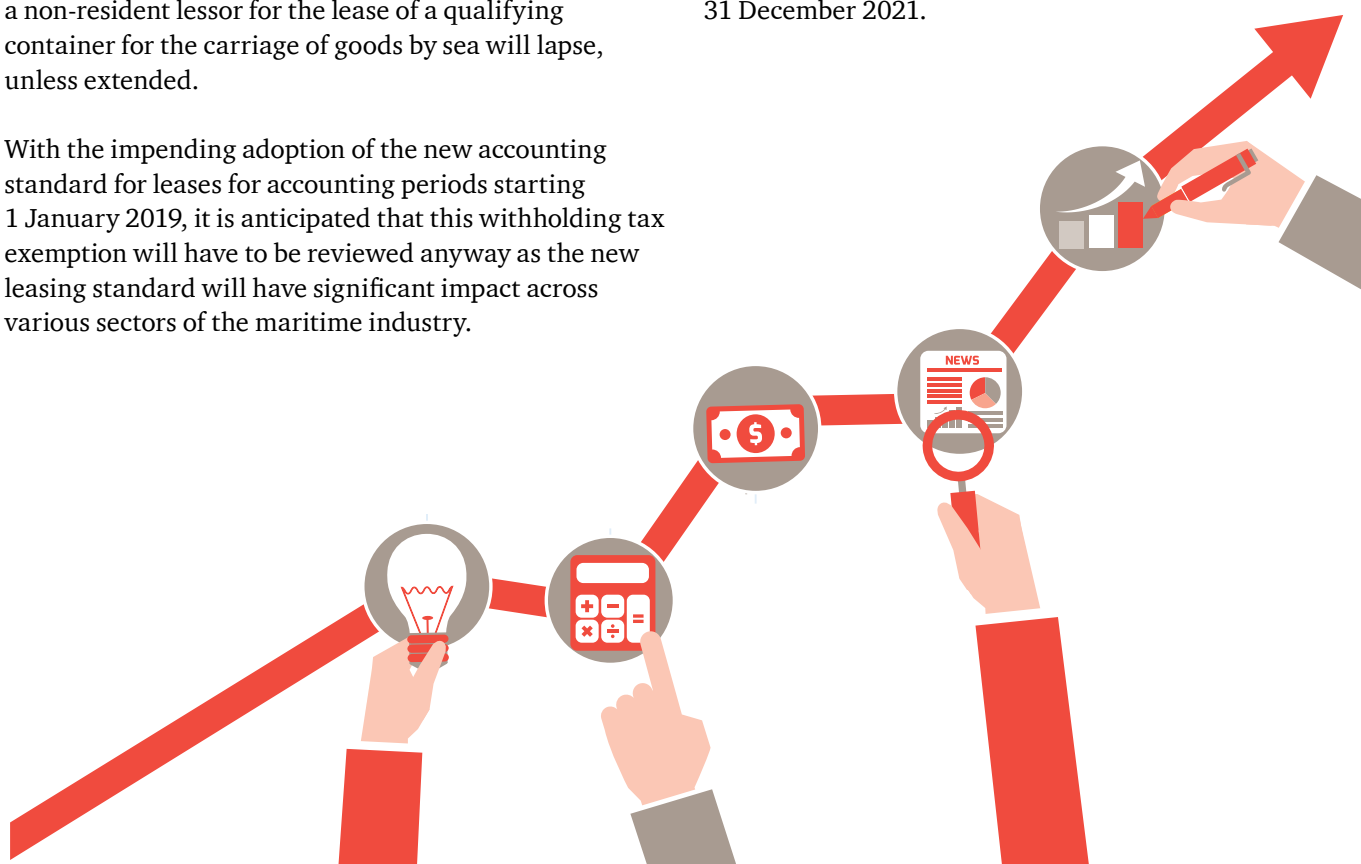 a non-resident lessor for the lease of a qualifying
container for the carriage of goods by sea will lapse,
unless extended.
With the impending adoption of the new accounting
standard for leases for accounting periods starting
1 January 2019, it is anticipated that this withholding tax
exemption will have to be reviewed anyway as the new
leasing standard will have significant impact across
various sectors of the maritime industry.
31 December 2021.
NEWS
$
+ −
× ÷ =